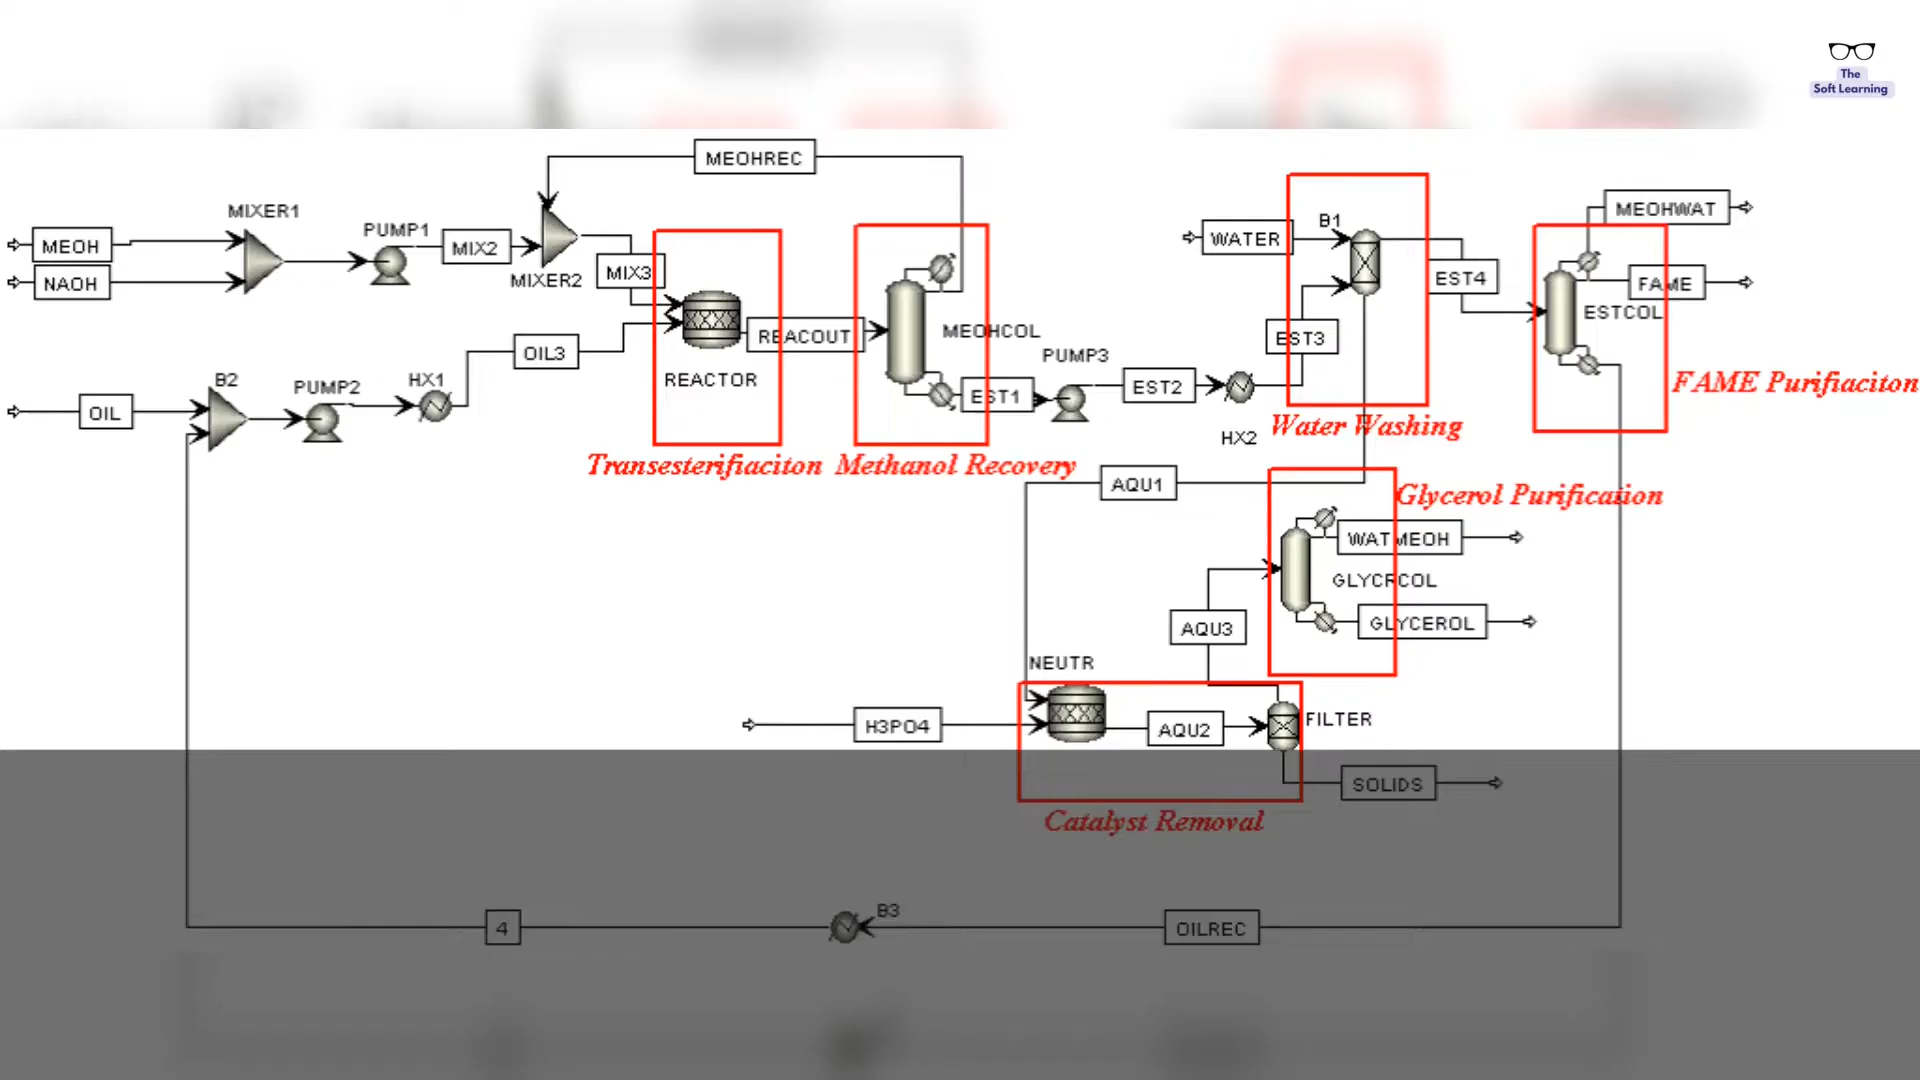 The
Soft Learning
MEOHREC
MIXER1
PUMP1
MEOH
NAOH
MIX2
MIXER2
MIX3
REACOUT
REACTOR
MEOHCOL
OIL
B2
PUMP2
HX1
OIL3
EST1
PUMP3
EST2
HX2
EST3
WATER
B1
EST4
MEOHWAT
FAME
ESTCOL
FAME Purifiaciton
Water Washing
Transesterifiaciton
Methanol Recovery
AQU1
Glycerol Purification
WATMEOH
GLYCRCOL
GLYCEROL
AQU3
NEUTR
H3PO4
AQU2
FILTER
SOLIDS
Catalyst Removal
4
B3
OILREC